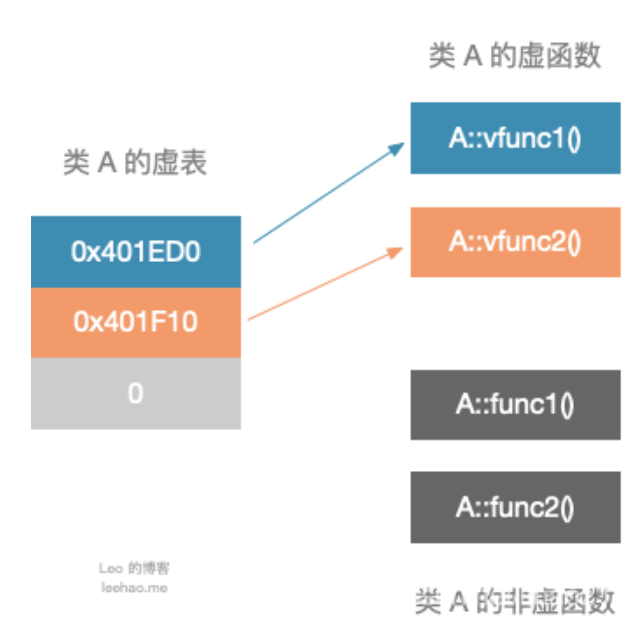 类 A 的虚函数
A::vfunc1()
类 A 的虚表
0x401ED0
A::vfunc2()
0x401F10
0
A::func1()
A::func2()
Leo 的博客
leehao.me
类 A 的非虚函数